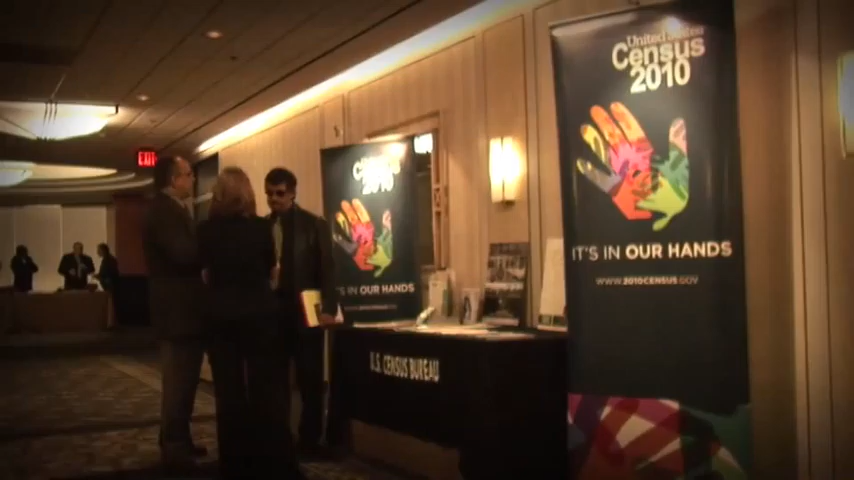 United States
Census
2010
IT'S IN OUR HANDS
WWW.2010CENSUS.GOV
CENSUS
2010
'S IN OUR HANDS
U.S. CENSUS BUREAU
EXIT